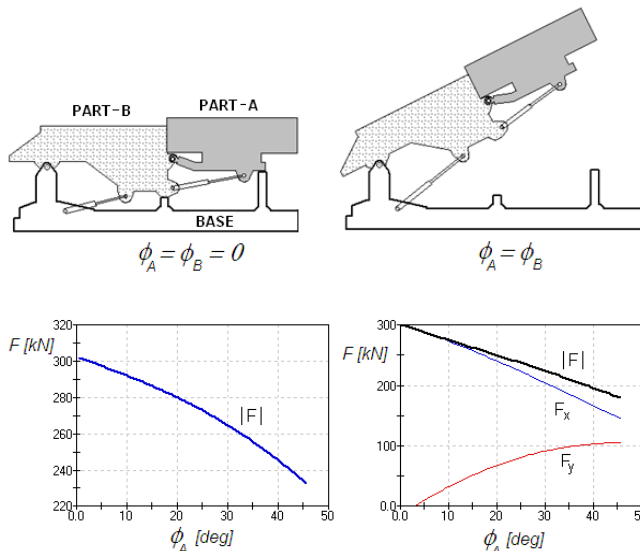 PART-B
PART-A
BASE
ϕA = ϕB = 0
ϕA = ϕB
F [kN]
320
300
280
260
240
220
|F|
0.0
10
20
30
40
50
ϕA [deg]
F [kN]
300
200
100
0.0
|F|
Fx
Fy
0.0
10
20
30
40
50
ϕA [deg]